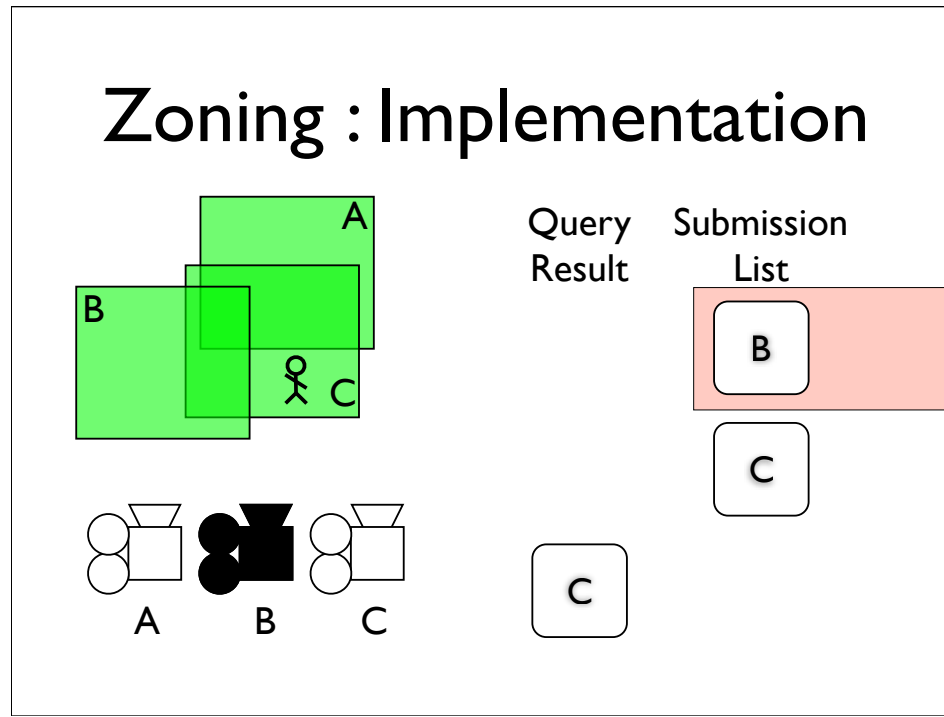 Zoning : Implementation
A
B
C
Query
Result
Submission
List
B
C
C
A B C